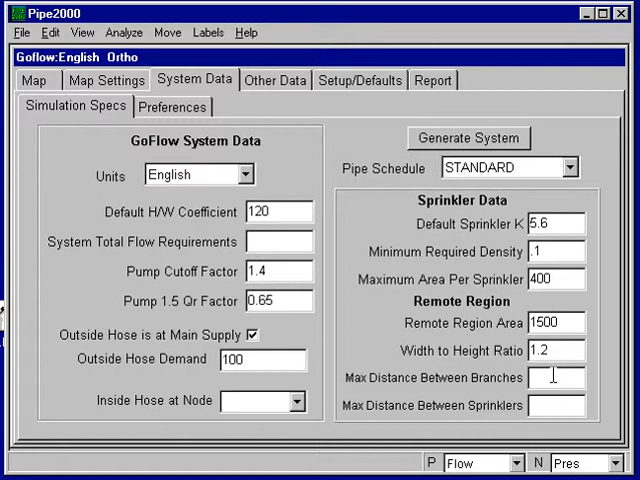 Pipe2000
File Edit View Analyze Move Labels Help
Goflow:English Ortho
Map Map Settings System Data Other Data Setup/Defaults Report
Simulation Specs Preferences
GoFlow System Data
Units English
Default H/W Coefficient 120
System Total Flow Requirements
Pump Cutoff Factor 1.4
Pump 1.5 Qr Factor 0.65
Outside Hose is at Main Supply
Outside Hose Demand 100
Inside Hose at Node
Generate System
Pipe Schedule STANDARD
Sprinkler Data
Default Sprinkler K 5.6
Minimum Required Density .1
Maximum Area Per Sprinkler 400
Remote Region
Remote Region Area 1500
Width to Height Ratio 1.2
Max Distance Between Branches
Max Distance Between Sprinklers
P Flow N Pres